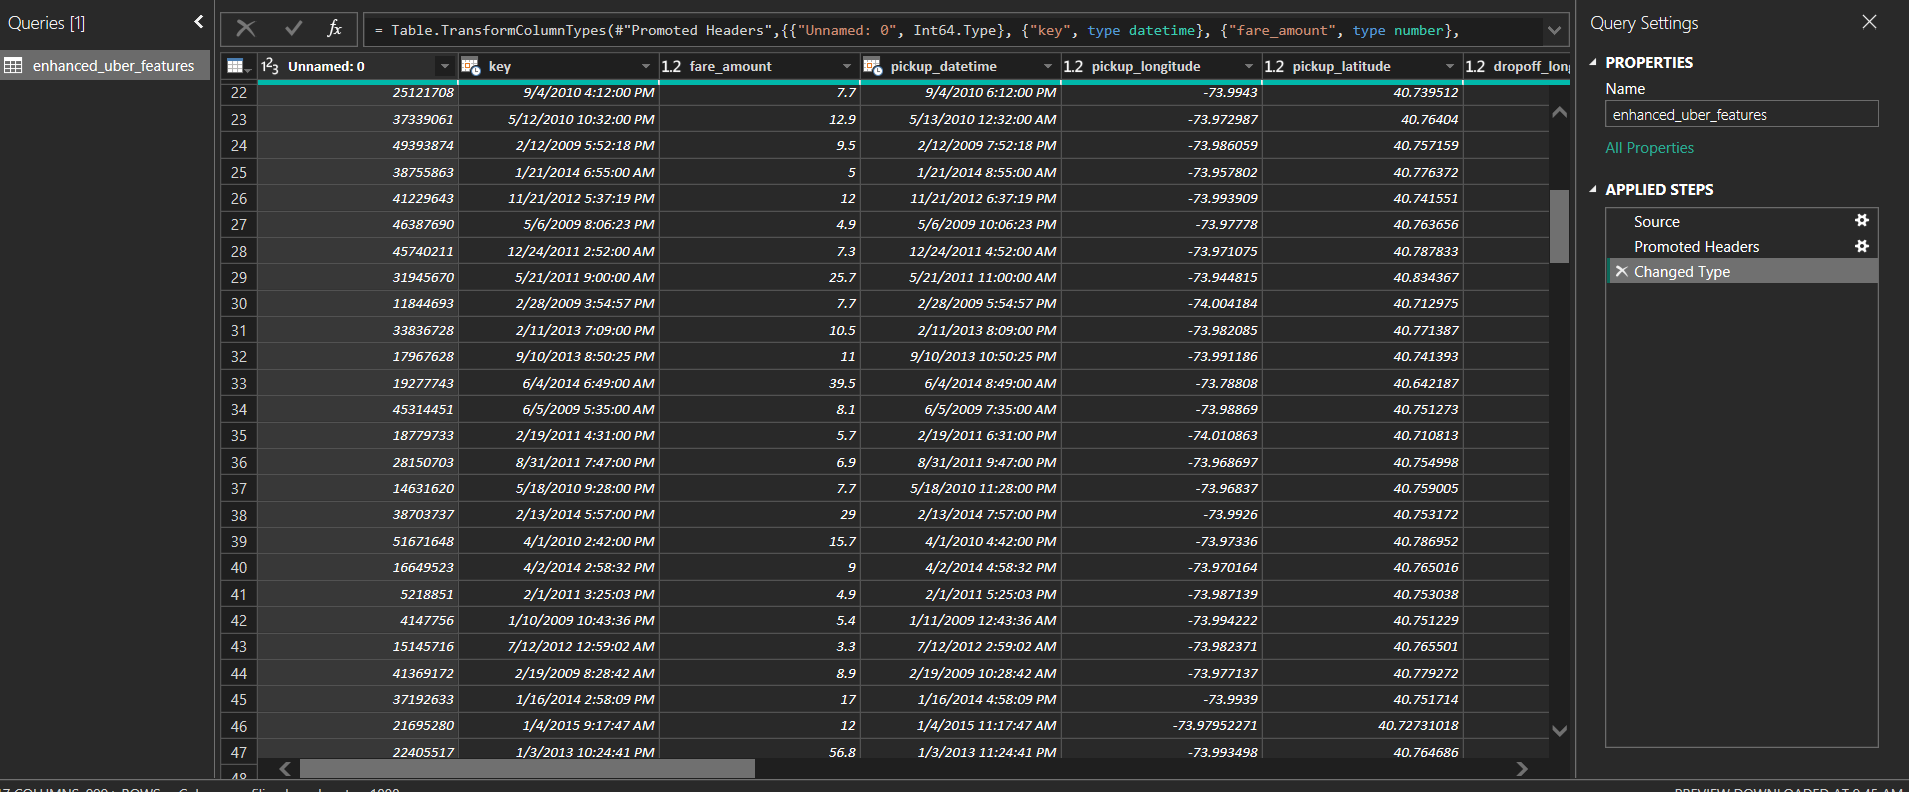 Queries [1]
enhanced_uber_features
fx
= Table.TransformColumnTypes(#"Promoted Headers",{{"Unnamed: 0", Int64.Type}, {"key", type datetime}, {"fare_amount", type number},
1 2 3 Unnamed: 0 key 1.2 fare_amount pickup_datetime 1.2 pickup_longitude 1.2 pickup_latitude 1.2 dropoff_lon
22 25121708 9/4/2010 4:12:00 PM 7.7 9/4/2010 6:12:00 PM -73.9943 40.739512
23 37339061 5/12/2010 10:32:00 PM 12.9 5/13/2010 12:32:00 AM -73.972987 40.76404
24 49393874 2/12/2009 5:52:18 PM 9.5 2/12/2009 7:52:18 PM -73.986059 40.757159
25 38755863 1/21/2014 6:55:00 AM 5 1/21/2014 8:55:00 AM -73.957802 40.776372
26 41229643 11/21/2012 5:37:19 PM 12 11/21/2012 6:37:19 PM -73.993909 40.741551
27 46387690 5/6/2009 8:06:23 PM 4.9 5/6/2009 10:06:23 PM -73.97778 40.763656
28 45740211 12/24/2011 2:52:00 AM 7.3 12/24/2011 4:52:00 AM -73.971075 40.787833
29 31945670 5/21/2011 9:00:00 AM 25.7 5/21/2011 11:00:00 AM -73.944815 40.834367
30 11844693 2/28/2009 3:54:57 PM 7.7 2/28/2009 5:54:57 PM -74.004184 40.712975
31 33836728 2/11/2013 7:09:00 PM 10.5 2/11/2013 8:09:00 PM -73.982085 40.771387
32 17967628 9/10/2013 8:50:25 PM 11 9/10/2013 10:50:25 PM -73.991186 40.741393
33 19277743 6/4/2014 6:49:00 AM 39.5 6/4/2014 8:49:00 AM -73.78808 40.642187
34 45314451 6/5/2009 5:35:00 AM 8.1 6/5/2009 7:35:00 AM -73.98869 40.751273
35 18779733 2/19/2011 4:31:00 PM 5.7 2/19/2011 6:31:00 PM -74.010863 40.710813
36 28150703 8/31/2011 7:47:00 PM 6.9 8/31/2011 9:47:00 PM -73.968697 40.754998
37 14631620 5/18/2010 9:28:00 PM 7.7 5/18/2010 11:28:00 PM -73.96837 40.759005
38 38703737 2/13/2014 5:57:00 PM 29 2/13/2014 7:57:00 PM -73.9926 40.753172
39 51671648 4/1/2010 2:42:00 PM 15.7 4/1/2010 4:42:00 PM -73.97336 40.786952
40 16649523 4/2/2014 2:58:32 PM 9 4/2/2014 4:58:32 PM -73.970164 40.765016
41 5218851 2/1/2011 3:25:03 PM 4.9 2/1/2011 5:25:03 PM -73.987139 40.753038
42 4147756 1/10/2009 10:43:36 PM 5.4 1/11/2009 12:43:36 AM -73.994222 40.751229
43 15145716 7/12/2012 12:59:02 AM 3.3 7/12/2012 2:59:02 AM -73.982371 40.765501
44 41369172 2/19/2009 8:28:42 AM 8.9 2/19/2009 10:28:42 AM -73.977137 40.779272
45 37192633 1/16/2014 2:58:09 PM 17 1/16/2014 4:58:09 PM -73.9939 40.751714
46 21695280 1/4/2015 9:17:47 AM 12 1/4/2015 11:17:47 AM -73.97952271 40.72731018
47 22405517 1/3/2013 10:24:41 PM 56.8 1/3/2013 11:24:41 PM -73.993498 40.764686
48
Query Settings
PROPERTIES
Name
enhanced_uber_features
All Properties
APPLIED STEPS
Source
Promoted Headers
Changed Type